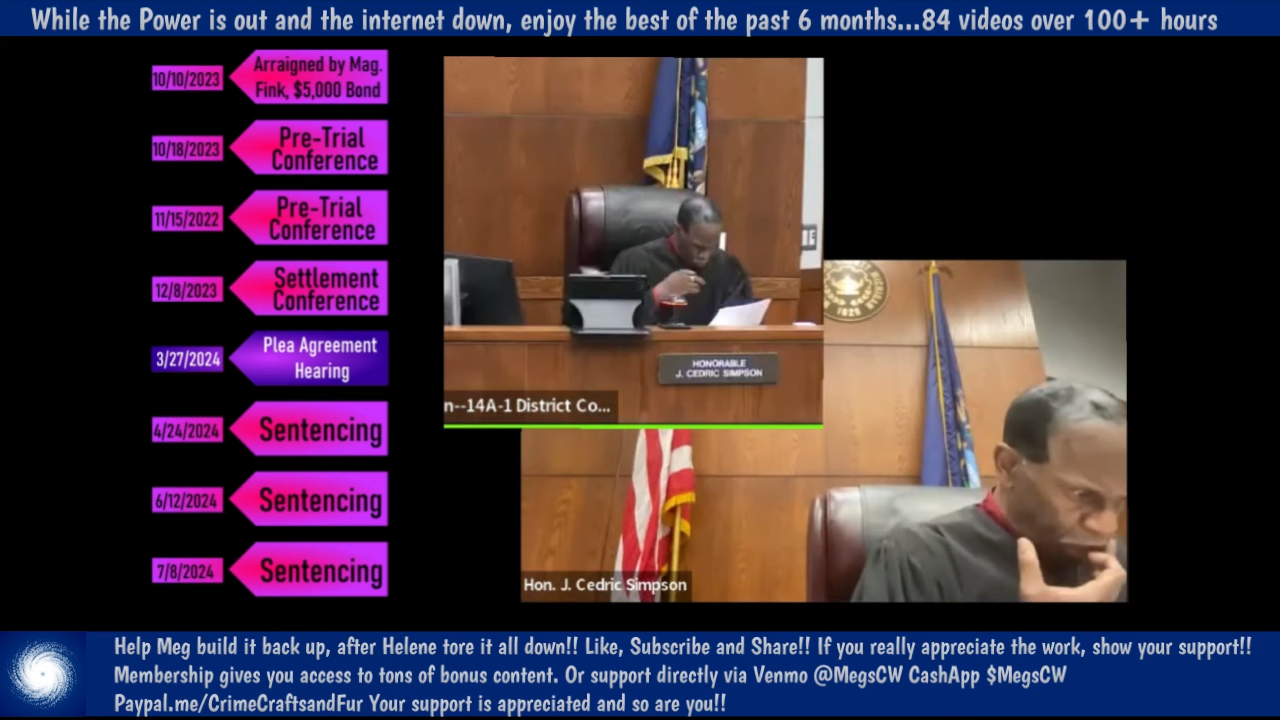 While the Power is out and the internet down, enjoy the best of the past 6 months...84 videos over 100+ hours
10/10/2023
Arraigned by Mag.
Fink, $5,000 Bond
10/18/2023
Pre-Trial
Conference
11/15/2022
Pre-Trial
Conference
12/8/2023
Settlement
Conference
3/27/2024
Plea Agreement
Hearing
4/24/2024
Sentencing
6/12/2024
Sentencing
7/8/2024
Sentencing
HONORABLE
J. CEDRIC SIMPSON
n--14A-1 District Co...
1826
Hon. J. Cedric Simpson
Help Meg build it back up, after Helene tore it all down!! Like, Subscribe and Share!! If you really appreciate the work, show your support!!
Membership gives you access to tons of bonus content. Or support directly via Venmo @MegsCW CashApp $MegsCW
Paypal.me/CrimeCraftsandFur Your support is appreciated and so are you!!